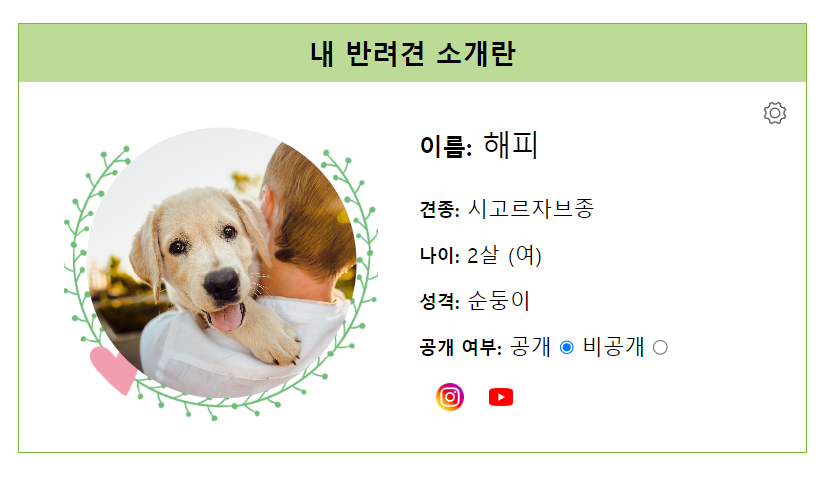 내 반려견 소개란
이름: 해피
견종: 시고르자브종
나이: 2살 (여)
성격: 순둥이
공개 여부: 공개 비공개